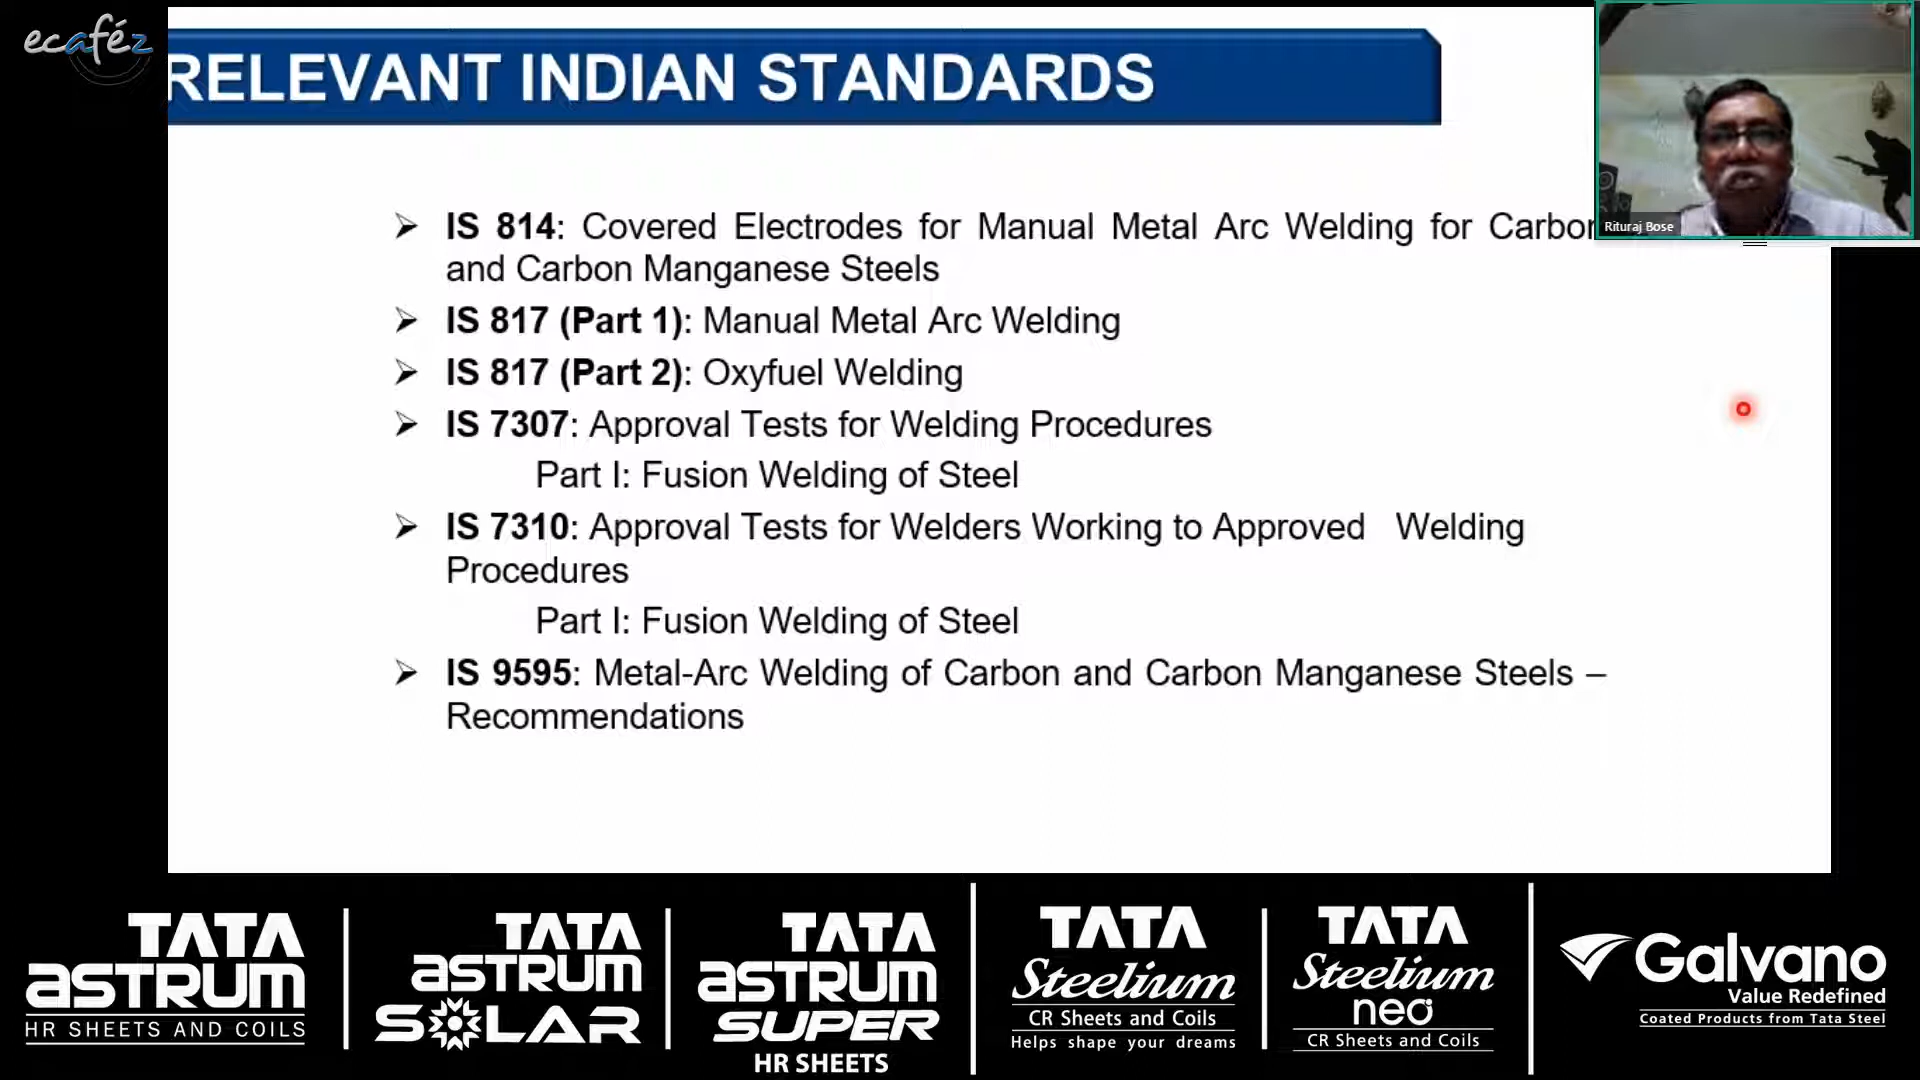 ecaféz
RELEVANT INDIAN STANDARDS
Rituraj Bose
IS 814: Covered Electrodes for Manual Metal Arc Welding for Carbon
and Carbon Manganese Steels
IS 817 (Part 1): Manual Metal Arc Welding
IS 817 (Part 2): Oxyfuel Welding
IS 7307: Approval Tests for Welding Procedures
Part I: Fusion Welding of Steel
IS 7310: Approval Tests for Welders Working to Approved Welding
Procedures
Part I: Fusion Welding of Steel
IS 9595: Metal-Arc Welding of Carbon and Carbon Manganese Steels –
Recommendations
TATA
astrum
HR SHEETS AND COILS
TATA
astrum
SOLAR
TATA
astrum
SUPER
HR SHEETS
TATA
Steelium
CR Sheets and Coils
Helps shape your dreams
TATA
Steelium
neo
CR Sheets and Coils
Galvano
Value Redefined
Coated Products from Tata Steel